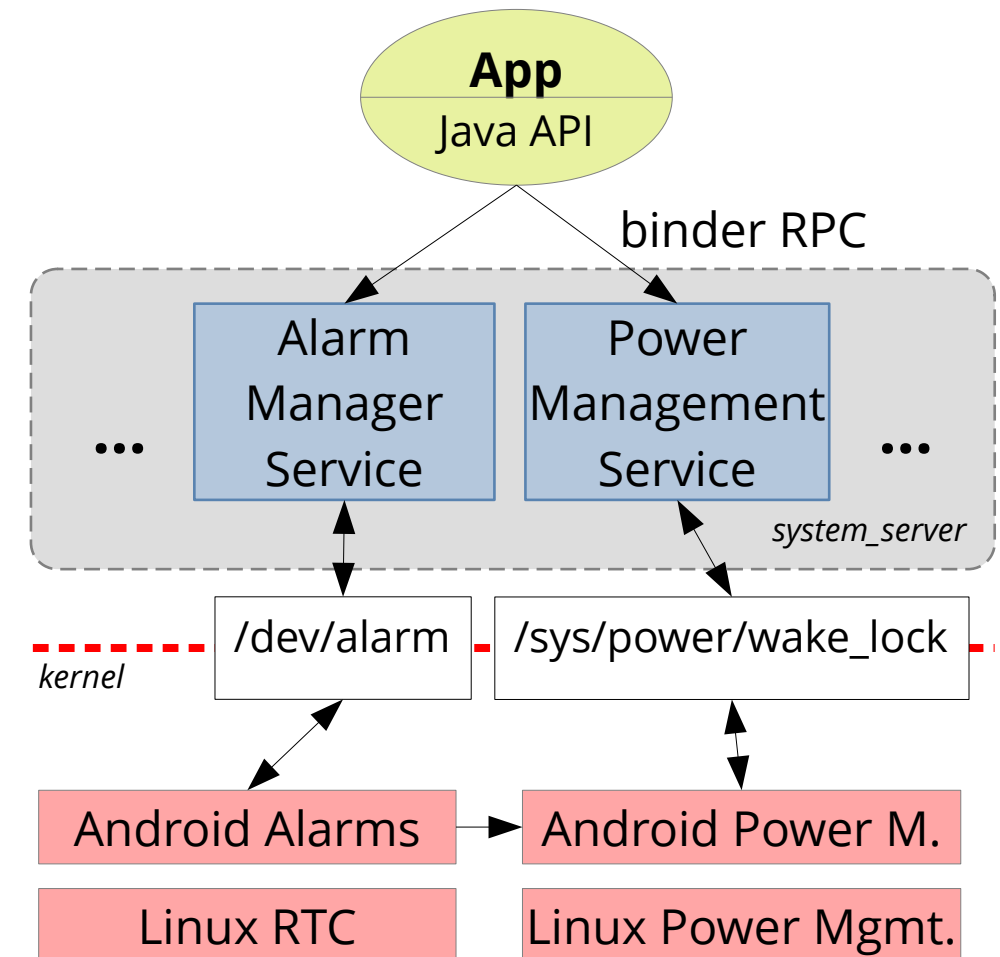 App
Java API
binder RPC
Alarm
Manager
Service
Power
Management
Service
...
...
system_server
/dev/alarm
/sys/power/wake_lock
kernel
Android Alarms
Android Power M.
Linux RTC
Linux Power Mgmt.